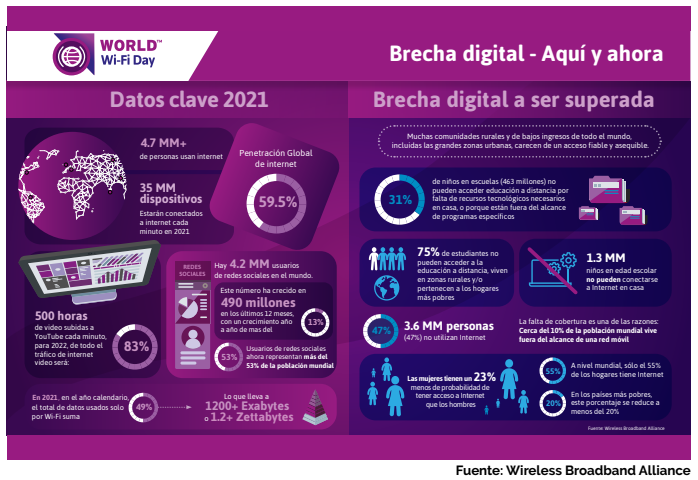 WORLD™
Wi-Fi Day
Brecha digital - Aquí y ahora
Datos clave 2021
4.7 MM+
de personas usan internet
35 MM
dispositivos
Estarán conectados
a internet cada
minuto en 2021
Penetración Global
de internet
59.5%
500 horas
de video subidas a
YouTube cada minuto,
para 2022, de todo el
tráfico de internet
video será:
83%
REDES
SOCIALES
Hay 4.2 MM usuarios
de redes sociales en el mundo.
Este número ha crecido en
490 millones
en los últimos 12 meses,
con un crecimiento año
a año de mas del
13%
53%
Usuarios de redes sociales
ahora representan más del
53% de la población mundial
En 2021, en el año calendario,
el total de datos usados solo
por Wi-Fi suma
49%
Lo que lleva a
1200+ Exabytes
o 1.2+ Zettabytes
Brecha digital a ser superada
Muchas comunidades rurales y de bajos ingresos de todo el mundo,
incluidas las grandes zonas urbanas, carecen de un acceso fiable y asequible.
31%
de niños en escuelas (463 millones) no
pueden acceder educación a distancia por
falta de recursos tecnológicos necesarios
en casa, o porque están fuera del alcance
de programas específicos
75% de estudiantes no
pueden acceder a la
educación a distancia, viven
en zonas rurales y/o
pertenecen a los hogares
más pobres
1.3 MM
niños en edad escolar
no pueden conectarse
a Internet en casa
47%
3.6 MM personas
(47%) no utilizan Internet
La falta de cobertura es una de las razones:
Cerca del 10% de la población mundial vive
fuera del alcance de una red móvil
Las mujeres tienen un 23%
menos de probabilidad de
tener acceso a Internet
que los hombres
55%
A nivel mundial, sólo el 55%
de los hogares tiene Internet
20%
En los países más pobres,
este porcentaje se reduce a
menos del 20%
Fuente: Wireless Broadband Alliance
Fuente: Wireless Broadband Alliance